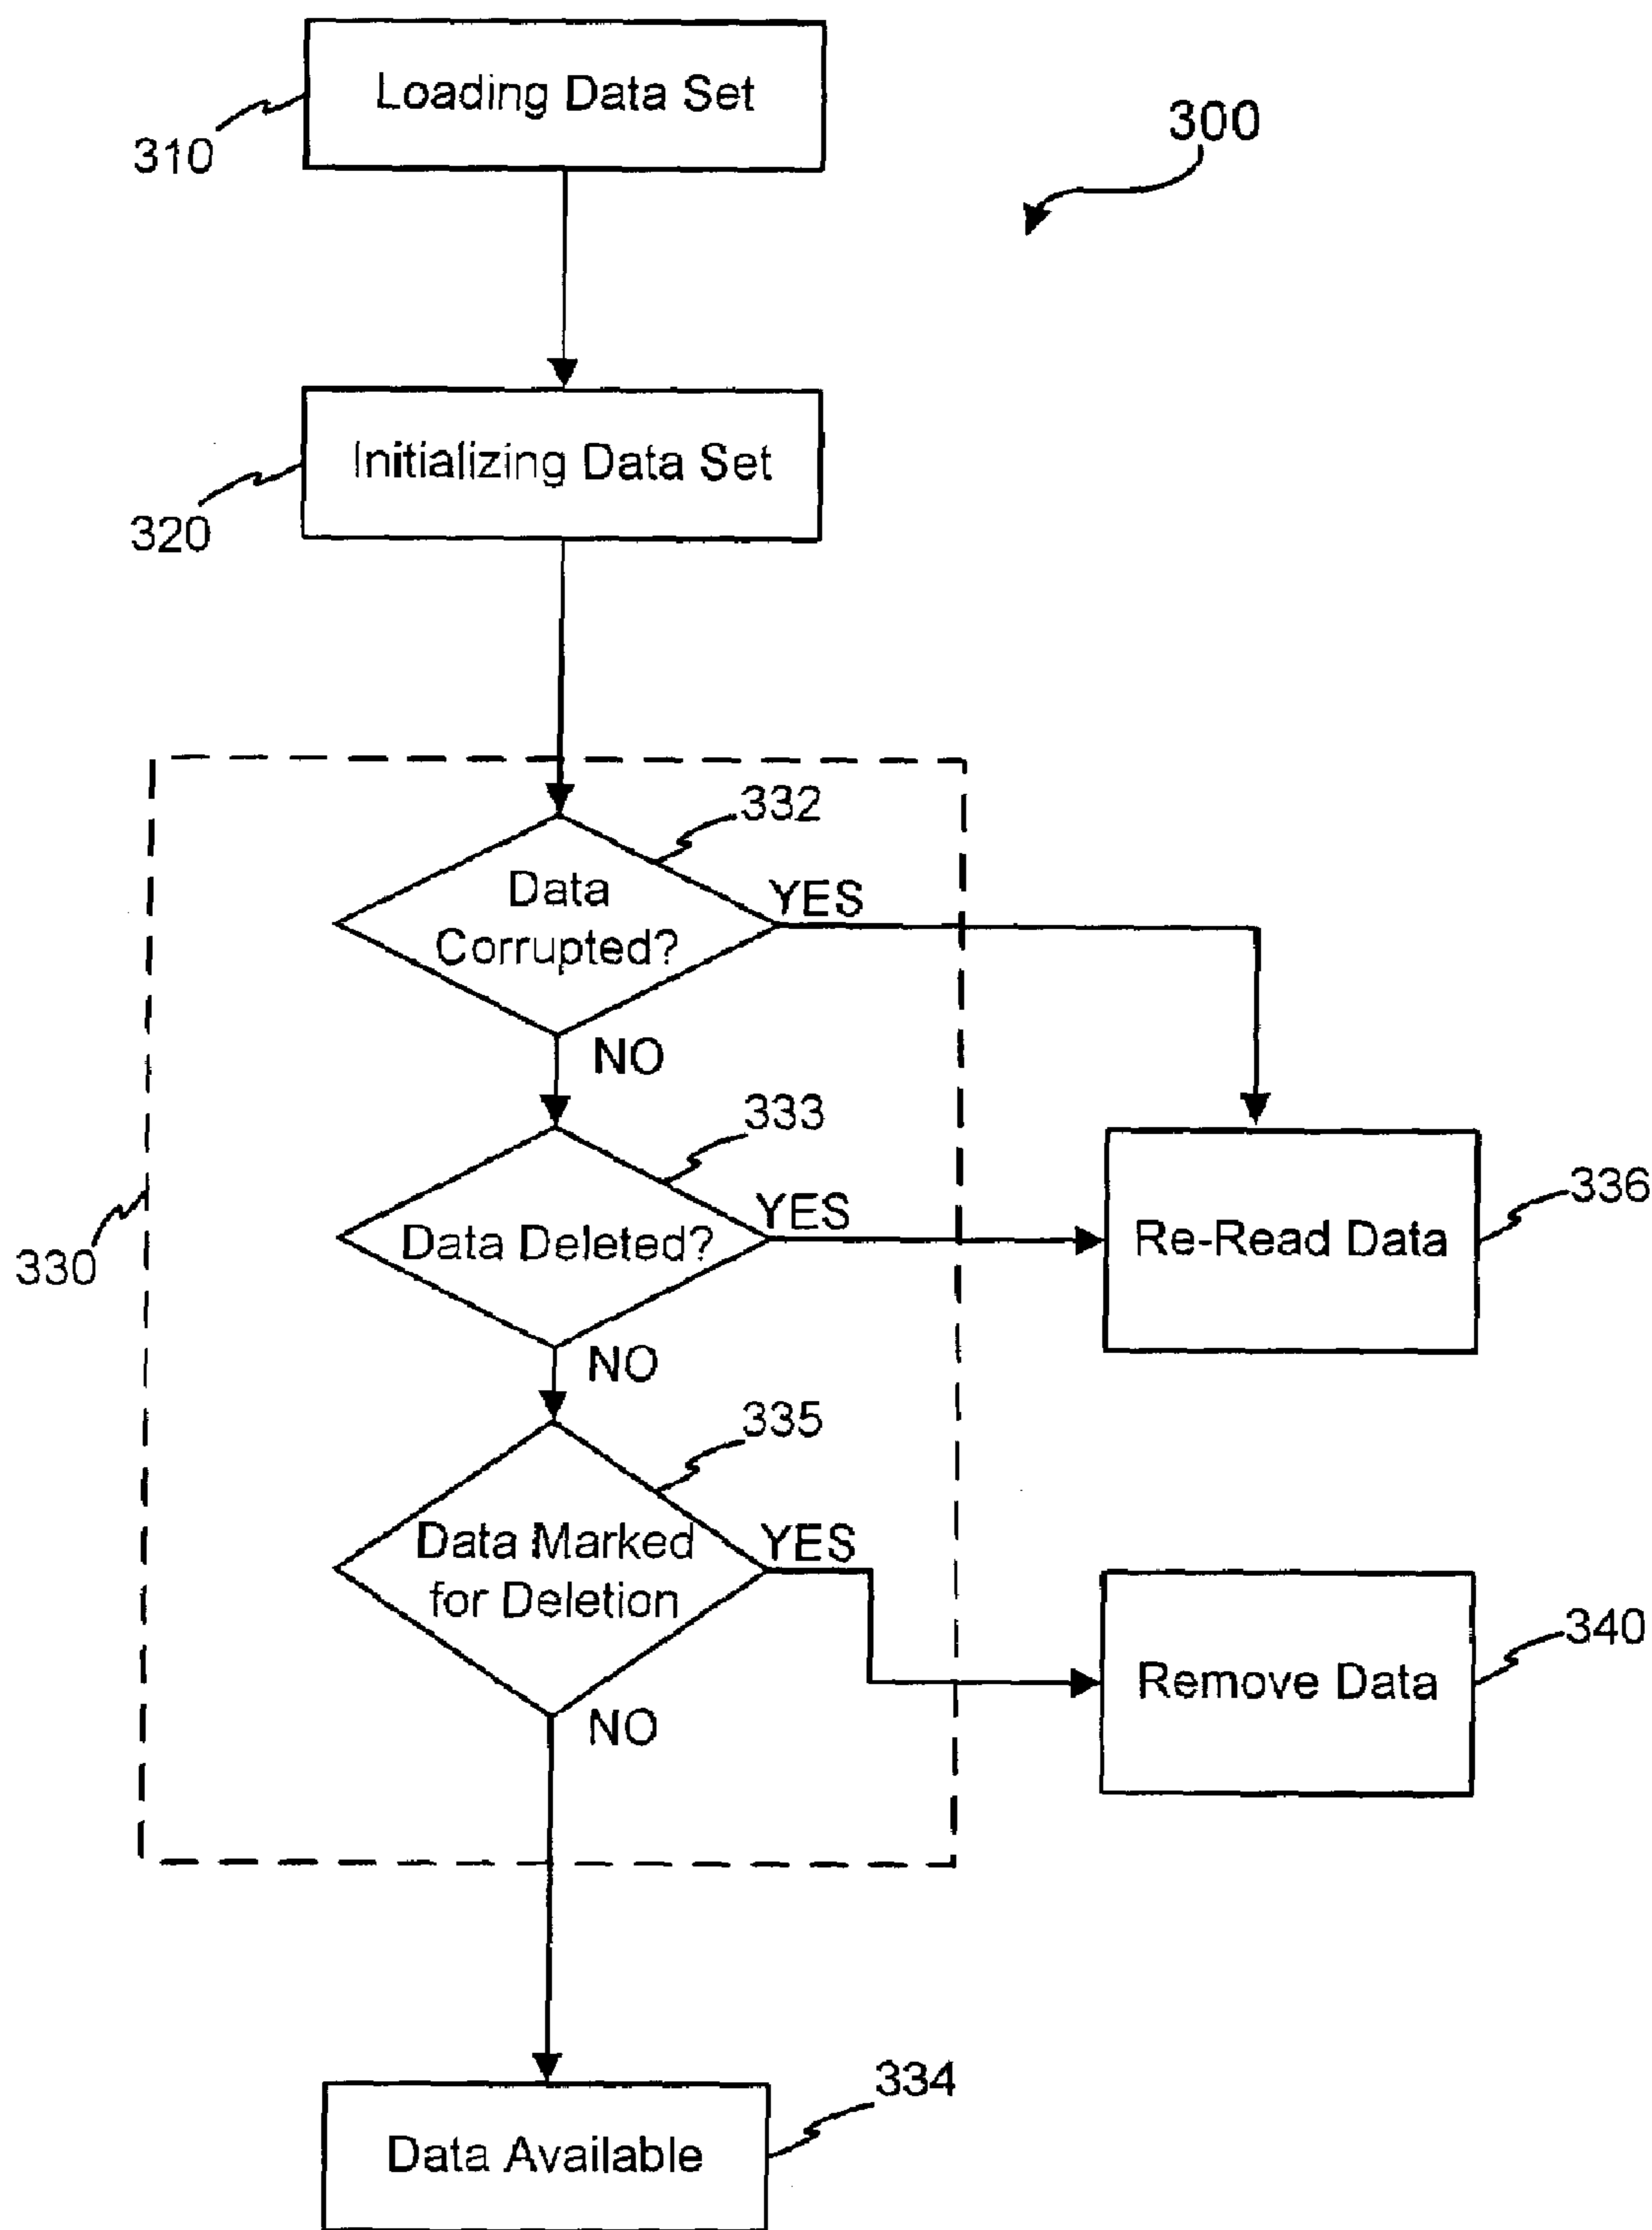 Loading Data Set
310
300
Initializing Data Set
320
332
Data
Corrupted?
YES
NO
333
Data Deleted?
YES
330
Re-Read Data
336
NO
335
Data Marked
for Deletion
YES
Remove Data
340
NO
334
Data Available